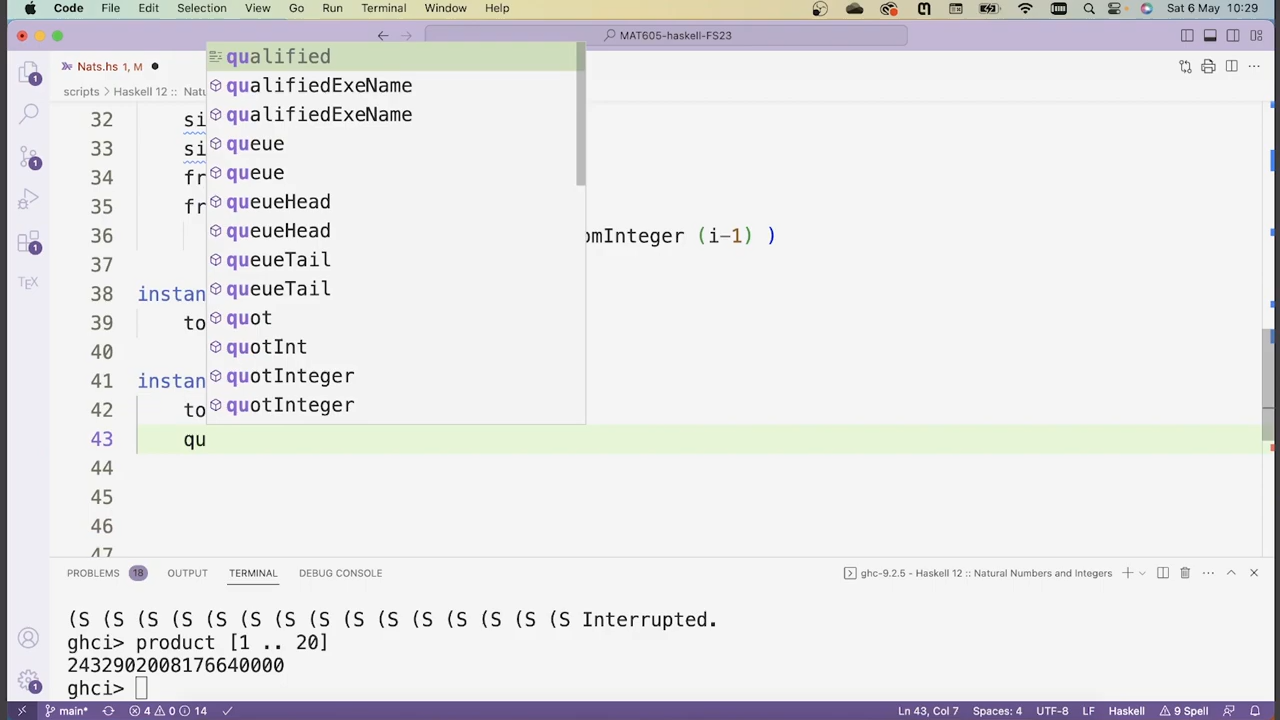 Code File Edit Selection View Go Run Terminal Window Help Sat 6 May 10:29
MAT605-haskell-FS23
Nats.hs 1, M
scripts > Haskell 12 :: Natu
32 si
33 si
34 fr
35 fr
36 omInteger (i-1) )
37
38 instan
39 to
40
41 instan
42 to
43 qu
44
45
46
47
qualified
qualifiedExeName
qualifiedExeName
queue
queue
queueHead
queueHead
queueTail
queueTail
quot
quotInt
quotInteger
quotInteger
PROBLEMS 18 OUTPUT TERMINAL DEBUG CONSOLE ghc-9.2.5 - Haskell 12 :: Natural Numbers and Integers
(S (S (S (S (S (S (S (S (S (S (S (S (S (S (S Interrupted.
ghci> product [1 .. 20]
2432902008176640000
ghci>
main* 4 0 14 Ln 43, Col 7 Spaces: 4 UTF-8 LF Haskell 9 Spell